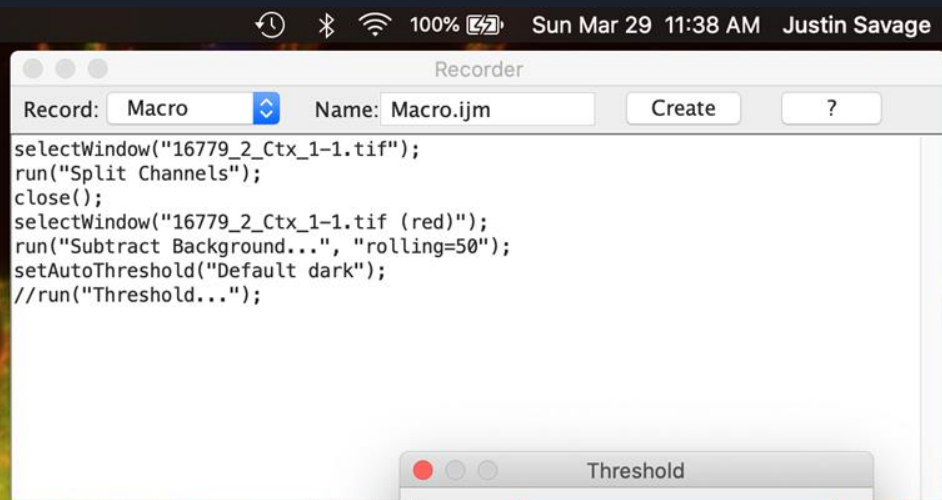 100% Sun Mar 29 11:38 AM Justin Savage
Recorder
Record: Macro Name: Macro.ijm Create ?
selectWindow("16779_2_Ctx_1-1.tif");
run("Split Channels");
close();
selectWindow("16779_2_Ctx_1-1.tif (red)");
run("Subtract Background...", "rolling=50");
setAutoThreshold("Default dark");
//run("Threshold...");
Threshold